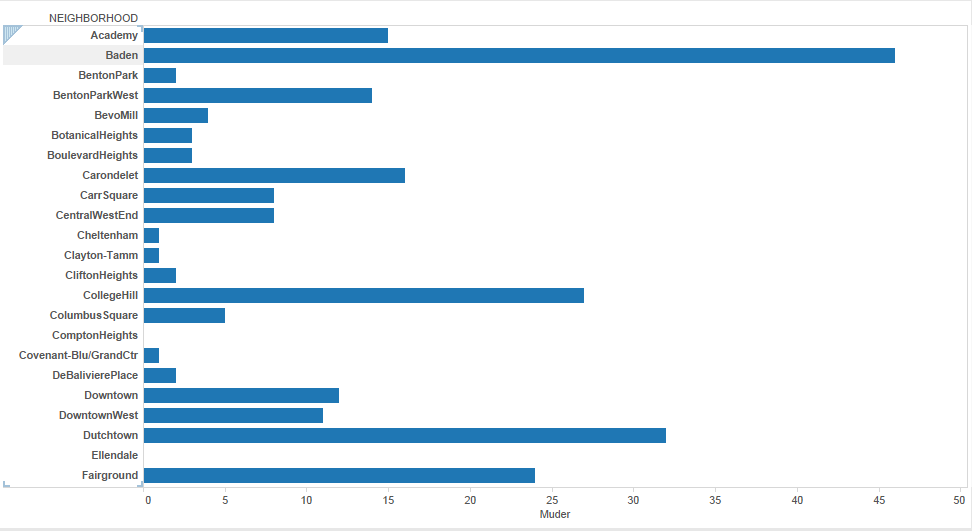 NEIGHBORHOOD
Academy
Baden
BentonPark
BentonParkWest
BevoMill
BotanicalHeights
BoulevardHeights
Carondelet
CarrSquare
CentralWestEnd
Cheltenham
Clayton-Tamm
CliftonHeights
CollegeHill
ColumbusSquare
ComptonHeights
Covenant-Blu/GrandCtr
DeBalivierePlace
Downtown
DowntownWest
Dutchtown
Ellendale
Fairground
0 5 10 15 20 25 30 35 40 45 50
Muder